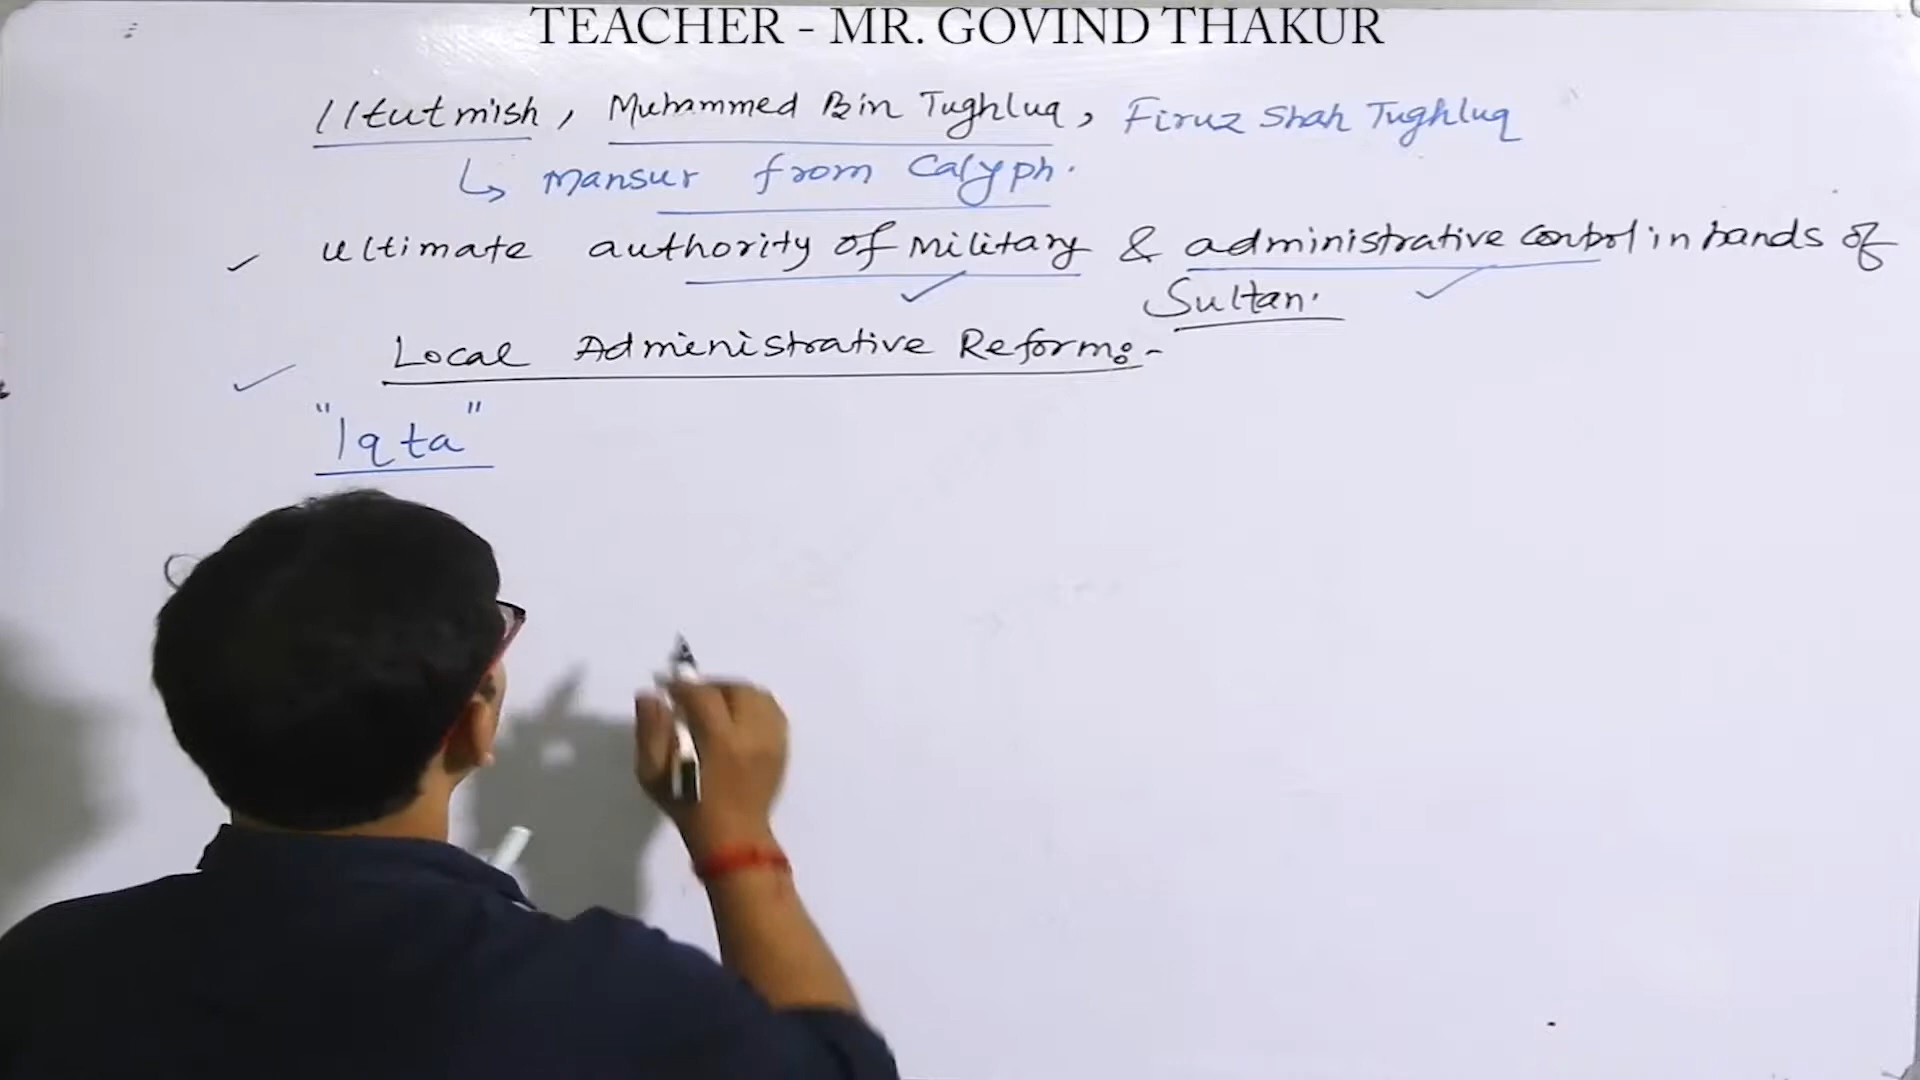 TEACHER - MR. GOVIND THAKUR
Iltutmish, Muhammed Bin Tughluq, Firuz Shah Tughluq
↳ Mansur from Calyph.
✓ ultimate authority of Military & administrative control in hands of
Sultan.
✓ Local Administrative Reform:-
"Iqta"